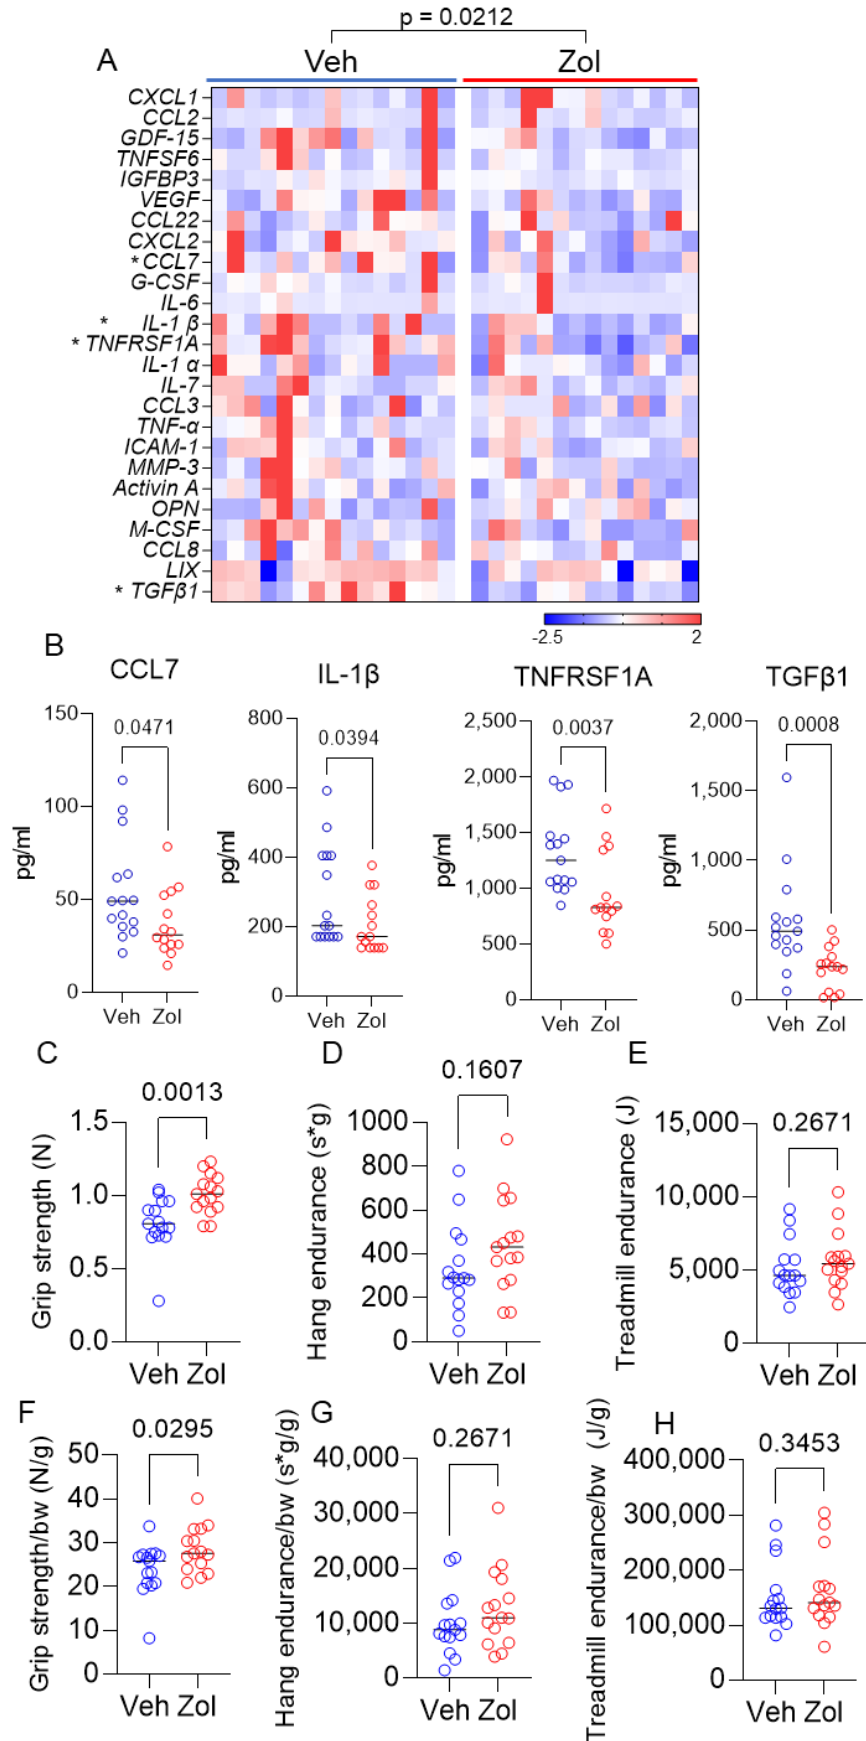 p = 0.0212
A
Veh
Zol
CXCL1
CCL2
GDF-15
TNFSF6
IGFBP3
VEGF
CCL22
CXCL2
* CCL7
G-CSF
IL-6
* IL-1 β
* TNFRSF1A
IL-1 α
IL-7
CCL3
TNF-α
ICAM-1
MMP-3
Activin A
OPN
M-CSF
CCL8
LIX
* TGFβ1
-2.5 2
B
CCL7
pg/ml
150
100
50
0
0.0471
Veh Zol
IL-1β
pg/ml
800
600
400
200
0
0.0394
Veh Zol
TNFRSF1A
pg/ml
2,500
2,000
1,500
1,000
500
0
0.0037
Veh Zol
TGFβ1
pg/ml
2,000
1,500
1,000
500
0
0.0008
Veh Zol
C
Grip strength (N)
1.5
1.0
0.5
0.0
0.0013
Veh Zol
D
Hang endurance (s*g)
1000
800
600
400
200
0
0.1607
Veh Zol
E
Treadmill endurance (J)
15,000
10,000
5,000
0
0.2671
Veh Zol
F
Grip strength/bw (N/g)
50
40
30
20
10
0
0.0295
Veh Zol
G
Hang endurance/bw (s*g/g)
40,000
30,000
20,000
10,000
0
0.2671
Veh Zol
H
Treadmill endurance/bw (J/g)
400,000
300,000
200,000
100,000
0
0.3453
Veh Zol